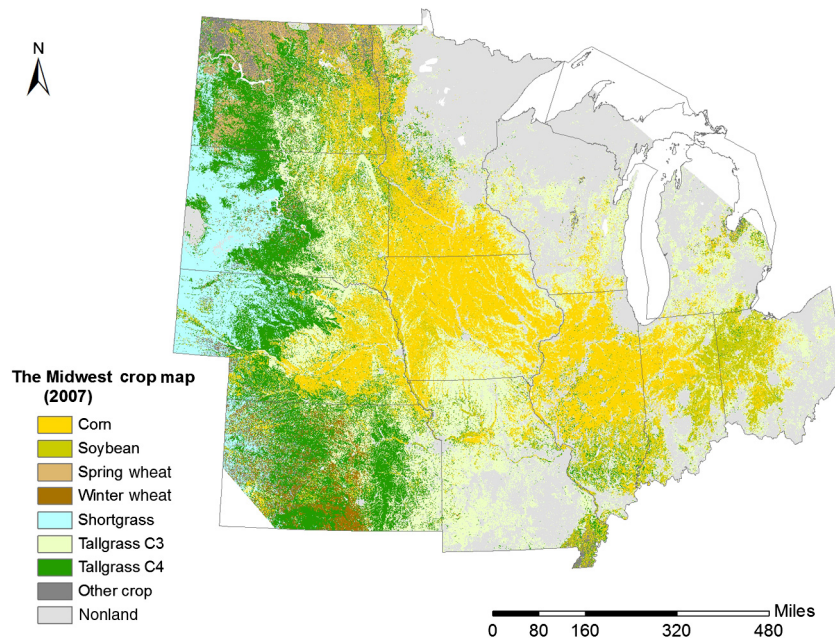 N
The Midwest crop map
(2007)
Corn
Soybean
Spring wheat
Winter wheat
Shortgrass
Tallgrass C3
Tallgrass C4
Other crop
Nonland
Miles
0 80 160 320 480